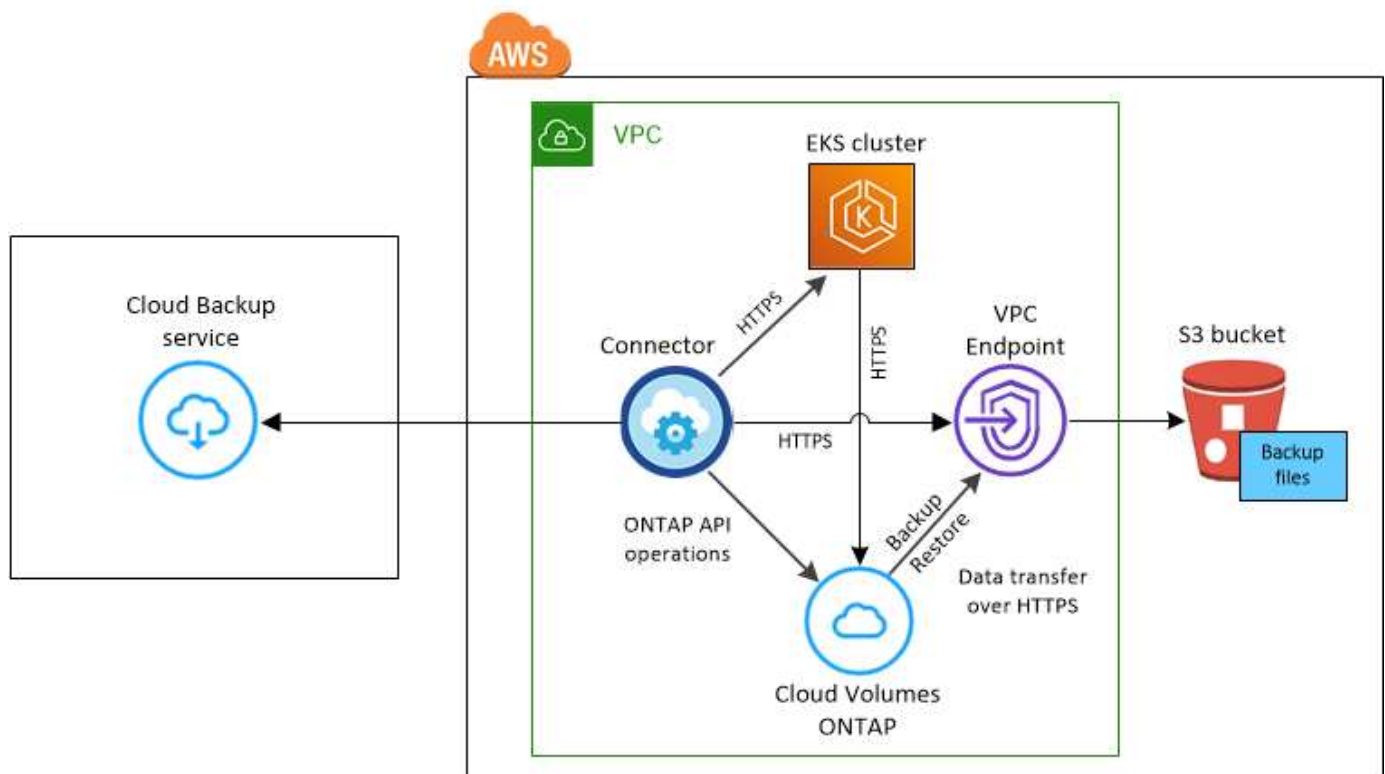 AWS
VPC
EKS cluster
Cloud Backup
service
Connector
HTTPS
HTTPS
VPC
Endpoint
S3 bucket
HTTPS
Backup
files
ONTAP API
operations
Backup
Restore
Data transfer
over HTTPS
Cloud Volumes
ONTAP